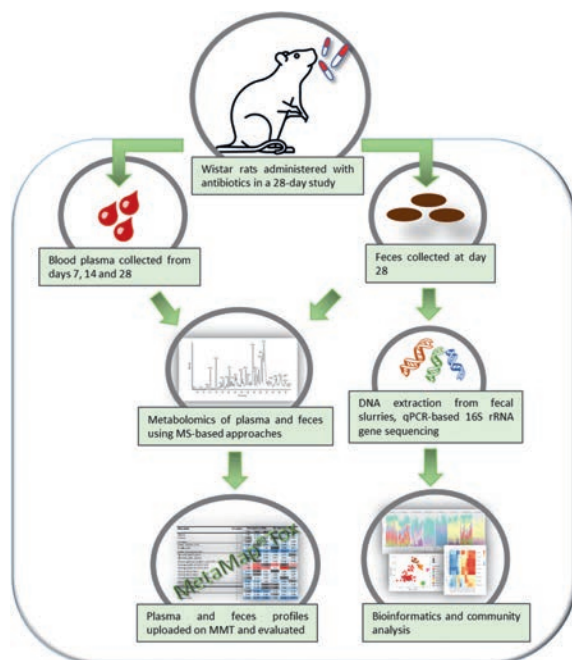 Wistar rats administered with
antibiotics in a 28-day study
Blood plasma collected from
days 7, 14 and 28
Feces collected at day
28
Metabolomics of plasma and feces
using MS-based approaches
DNA extraction from fecal
slurries, qPCR-based 16S rRNA
gene sequencing
MetaMap®Tox
Plasma and feces profiles
uploaded on MMT and evaluated
Bioinformatics and community
analysis